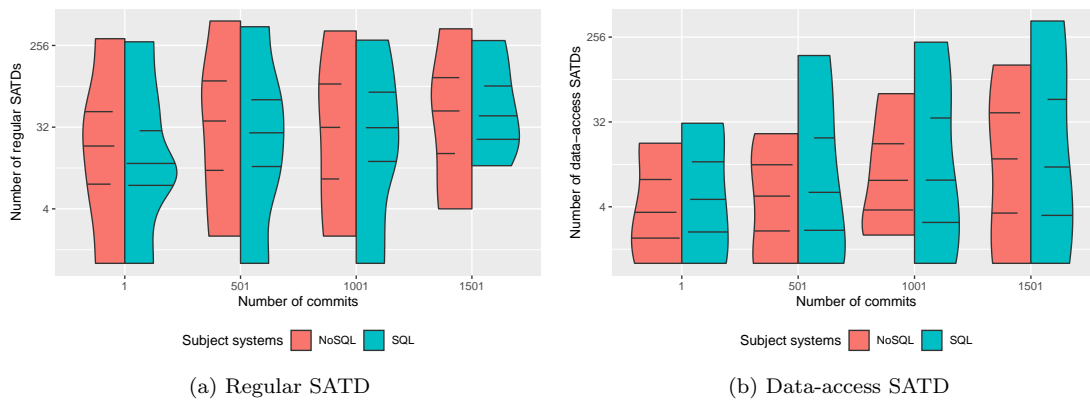 Number of regular SATDs
256
32
4
1
501
1001
1501
Number of commits
Subject systems NoSQL SQL
(a) Regular SATD
Number of data−access SATDs
256
32
4
1
501
1001
1501
Number of commits
Subject systems NoSQL SQL
(b) Data-access SATD